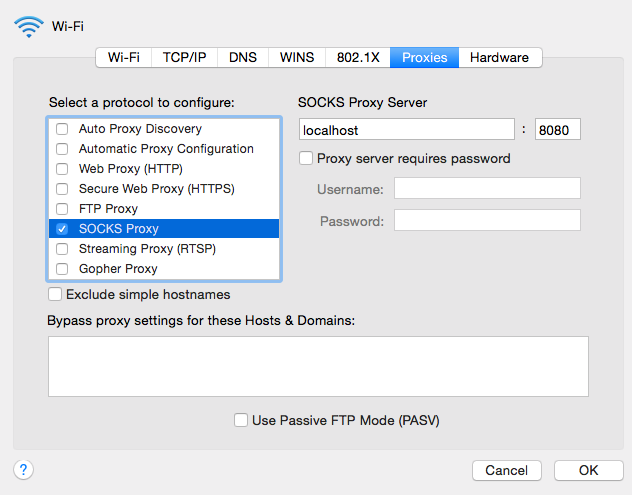 Wi-Fi
Wi-Fi TCP/IP DNS WINS 802.1X Proxies Hardware
Select a protocol to configure:
Auto Proxy Discovery
Automatic Proxy Configuration
Web Proxy (HTTP)
Secure Web Proxy (HTTPS)
FTP Proxy
SOCKS Proxy
Streaming Proxy (RTSP)
Gopher Proxy
Exclude simple hostnames
SOCKS Proxy Server
localhost : 8080
Proxy server requires password
Username:
Password:
Bypass proxy settings for these Hosts & Domains:
Use Passive FTP Mode (PASV)
? Cancel OK